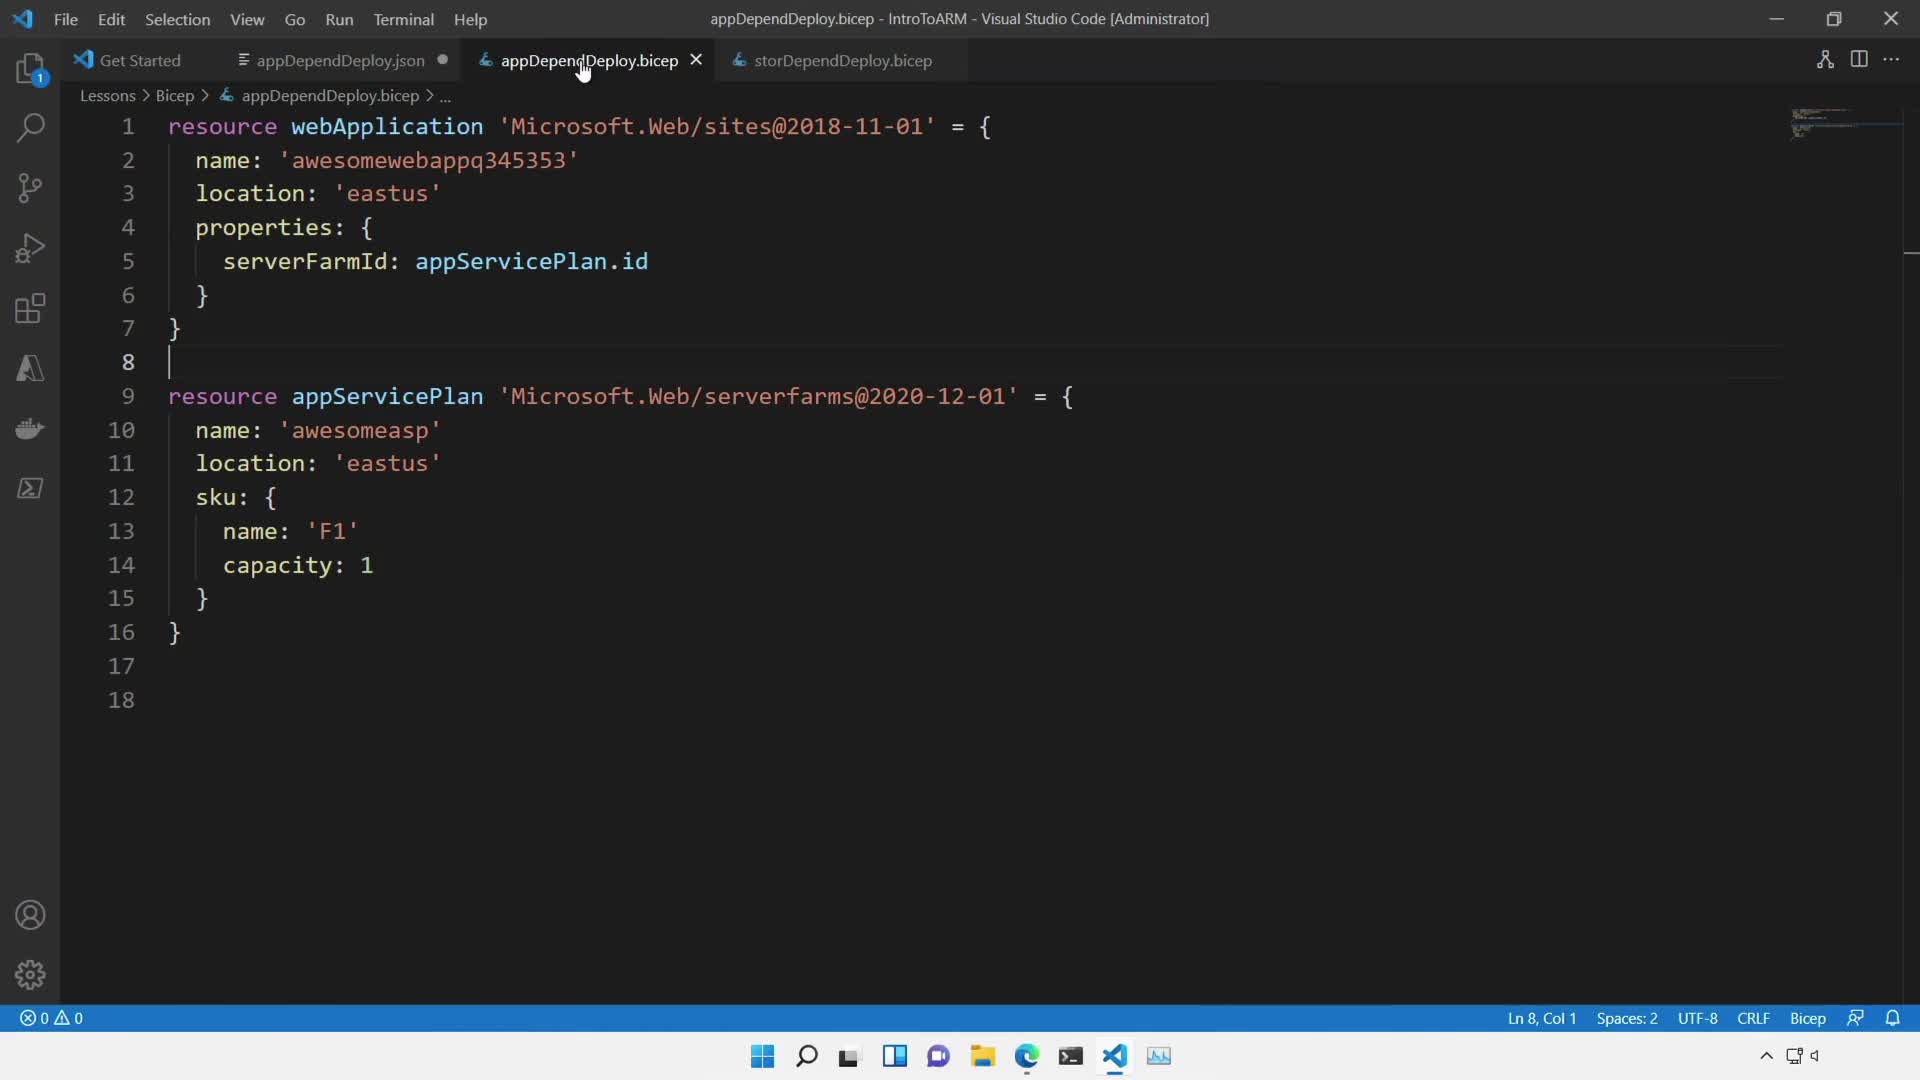 File Edit Selection View Go Run Terminal Help
appDependDeploy.bicep - IntroToARM - Visual Studio Code [Administrator]
Get Started
appDependDeploy.json
appDependDeploy.bicep
storDependDeploy.bicep
1
Lessons > Bicep > appDependDeploy.bicep > ...
1 resource webApplication 'Microsoft.Web/sites@2018-11-01' = {
2 name: 'awesomewebappq345353'
3 location: 'eastus'
4 properties: {
5 serverFarmId: appServicePlan.id
6 }
7 }
8
9 resource appServicePlan 'Microsoft.Web/serverfarms@2020-12-01' = {
10 name: 'awesomeasp'
11 location: 'eastus'
12 sku: {
13 name: 'F1'
14 capacity: 1
15 }
16 }
17
18
0 0
Ln 8, Col 1 Spaces: 2 UTF-8 CRLF Bicep